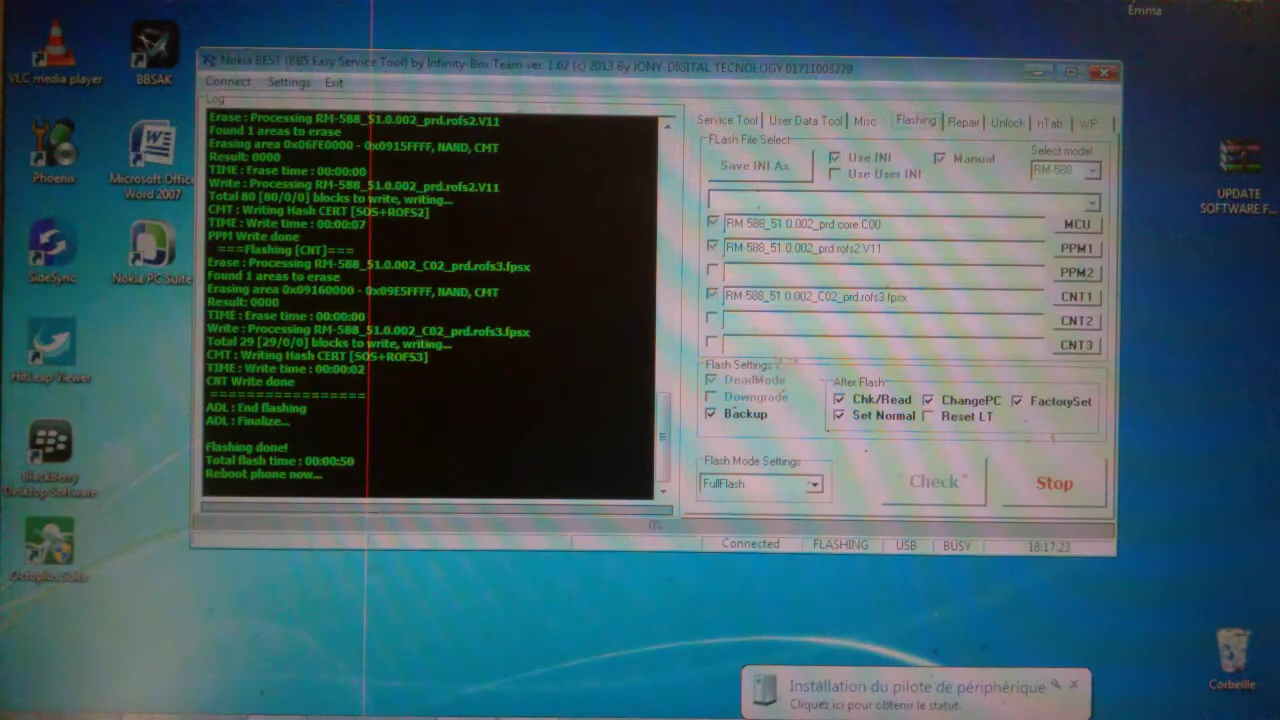 Emma
VLC media player
BBSAK
Phoenix
Microsoft Office
Word 2007
SideSync
Nokia PC Suite
HitLeap Viewer
BlackBerry
Desktop Software
Octoplus Suite
UPDATE
SOFTWARE F...
Corbeille
Nokia BEST (BB5 Easy Service Tool) by Infinity-Box Team ver. 1.62 (c) 2013 By JONY-DIGITAL TECNOLOGY 01711003279
Connect Settings Exit
Log
Erase : Processing RM-588_51.0.002_prd.rofs2.V11
Found 1 areas to erase
Erasing area 0x06FE0000 - 0x0915FFFF, NAND, CMT
Result: 0000
TIME : Erase time : 00:00:00
Write : Processing RM-588_51.0.002_prd.rofs2.V11
Total 80 [80/0/0] blocks to write, writing...
CMT : Writing Hash CERT [SOS+ROFS2]
TIME : Write time : 00:00:07
PPM Write done
===Flashing [CNT]===
Erase : Processing RM-588_51.0.002_C02_prd.rofs3.fpsx
Found 1 areas to erase
Erasing area 0x09160000 - 0x09E5FFFF, NAND, CMT
Result: 0000
TIME : Erase time : 00:00:00
Write : Processing RM-588_51.0.002_C02_prd.rofs3.fpsx
Total 29 [29/0/0] blocks to write, writing...
CMT : Writing Hash CERT [SOS+ROFS3]
TIME : Write time : 00:00:02
CNT Write done
=================
ADL : End flashing
ADL : Finalize...
Flashing done!
Total flash time : 00:00:50
Reboot phone now...
Service Tool User Data Tool Misc Flashing Repair Unlock nTab WP
FLash File Select
Save INI As
Use INI
Use User INI
Manual
Select model
RM-588
RM-588_51.0.002_prd.core.C00 MCU
RM-588_51.0.002_prd.rofs2.V11 PPM1
PPM2
RM-588_51.0.002_C02_prd.rofs3.fpsx CNT1
CNT2
CNT3
Flash Settings
DeadMode
Downgrade
Backup
After Flash
Chk/Read ChangePC FactorySet
Set Normal Reset LT
Flash Mode Settings
FullFlash
Check
Stop
0%
Connected FLASHING USB BUSY 18:17:23
Installation du pilote de périphérique
Cliquez ici pour obtenir le statut.